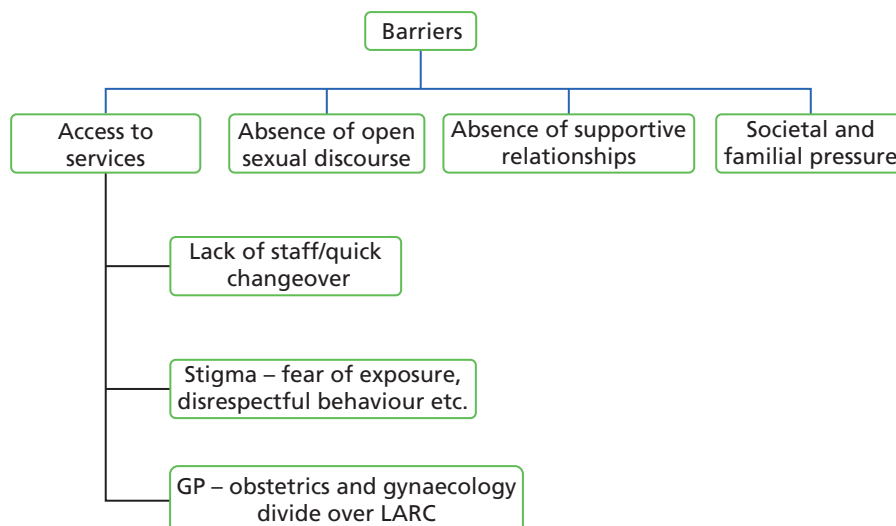 Barriers
Access to
services
Absence of open
sexual discourse
Absence of supportive
relationships
Societal and
familial pressure
Lack of staff/quick
changeover
Stigma – fear of exposure,
disrespectful behaviour etc.
GP – obstetrics and gynaecology
divide over LARC